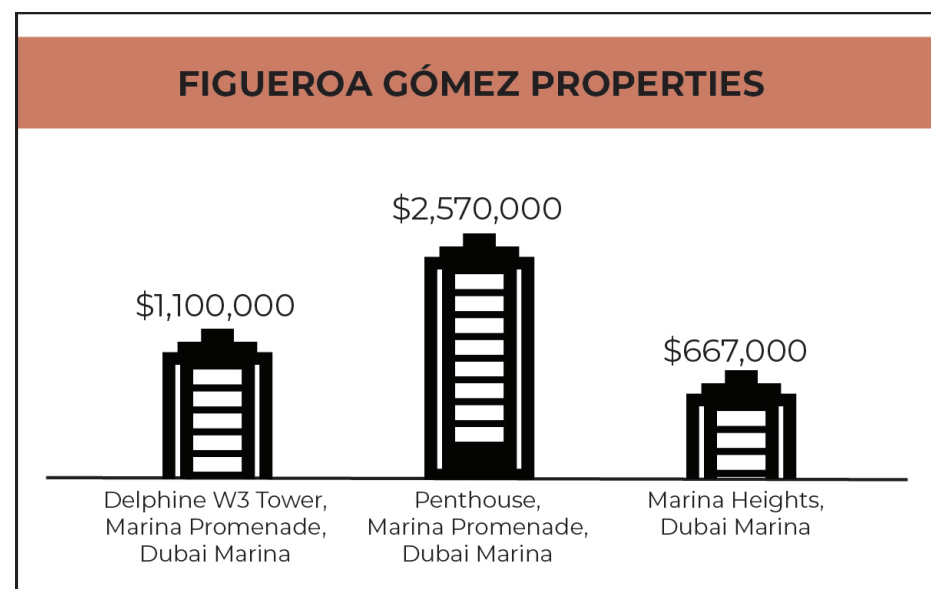 FIGUEROA GÓMEZ PROPERTIES
$2,570,000
$1,100,000
$667,000
Delphine W3 Tower,
Marina Promenade,
Dubai Marina
Penthouse,
Marina Promenade,
Dubai Marina
Marina Heights,
Dubai Marina